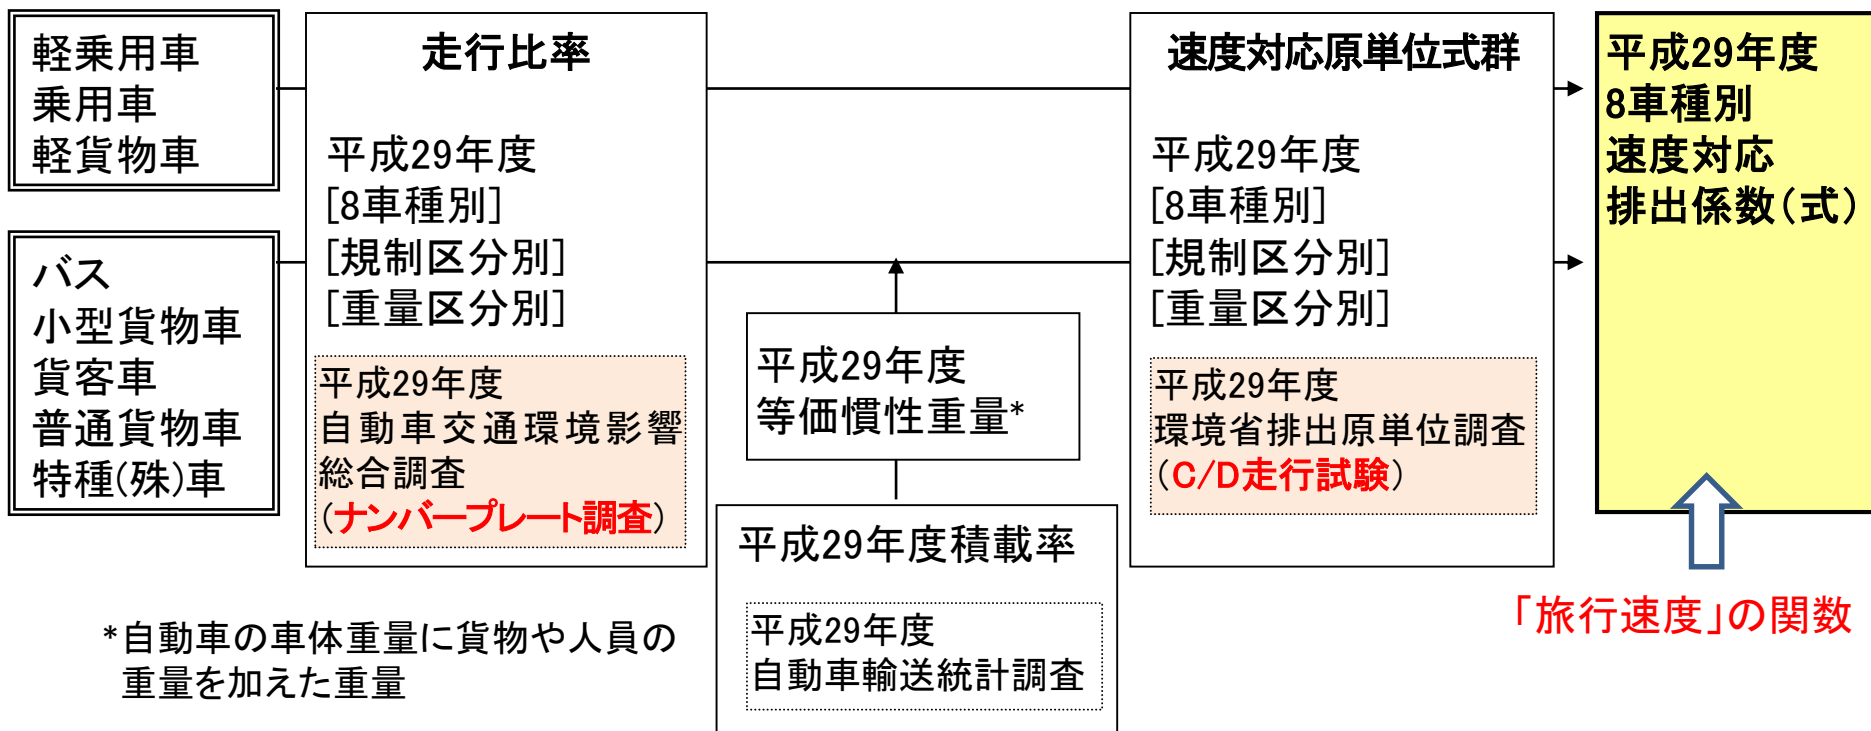 軽乗用車
乗用車
軽貨物車
バス
小型貨物車
貨客車
普通貨物車
特種(殊)車
走行比率
平成29年度
[8車種別]
[規制区分別]
[重量区分別]
平成29年度
自動車交通環境影響
総合調査
(ナンバープレート調査)
平成29年度
等価慣性重量*
平成29年度積載率
平成29年度
自動車輸送統計調査
速度対応原単位式群
平成29年度
[8車種別]
[規制区分別]
[重量区分別]
平成29年度
環境省排出原単位調査
(C/D走行試験)
平成29年度
8車種別
速度対応
排出係数(式)
「旅行速度」の関数
*自動車の車体重量に貨物や人員の
重量を加えた重量